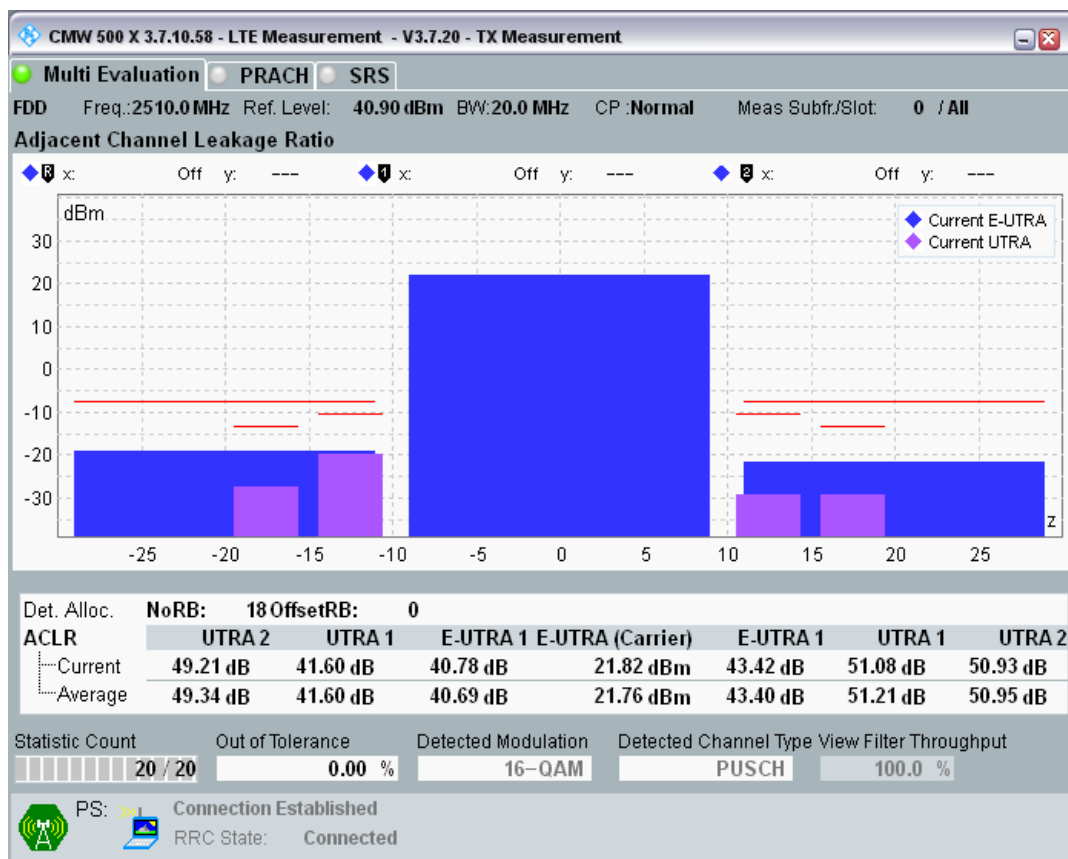 CMW 500 X 3.7.10.58 - LTE Measurement - V3.7.20 - TX Measurement
Multi Evaluation PRACH SRS
FDD Freq.:2510.0 MHz Ref. Level: 40.90 dBm BW:20.0 MHz CP :Normal Meas Subfr./Slot: 0 / All
Adjacent Channel Leakage Ratio
R x: Off y: --- 1 x: Off y: --- 2 x: Off y: ---
dBm
Current E-UTRA
Current UTRA
30
20
10
0
-10
-20
-30
z
-25 -20 -15 -10 -5 0 5 10 15 20 25
Det. Alloc. NoRB: 18 OffsetRB: 0
ACLR UTRA 2 UTRA 1 E-UTRA 1 E-UTRA (Carrier) E-UTRA 1 UTRA 1 UTRA 2
Current 49.21 dB 41.60 dB 40.78 dB 21.82 dBm 43.42 dB 51.08 dB 50.93 dB
Average 49.34 dB 41.60 dB 40.69 dB 21.76 dBm 43.40 dB 51.21 dB 50.95 dB
Statistic Count Out of Tolerance Detected Modulation Detected Channel Type View Filter Throughput
20 / 20 0.00 % 16-QAM PUSCH 100.0 %
PS: Connection Established
RRC State: Connected